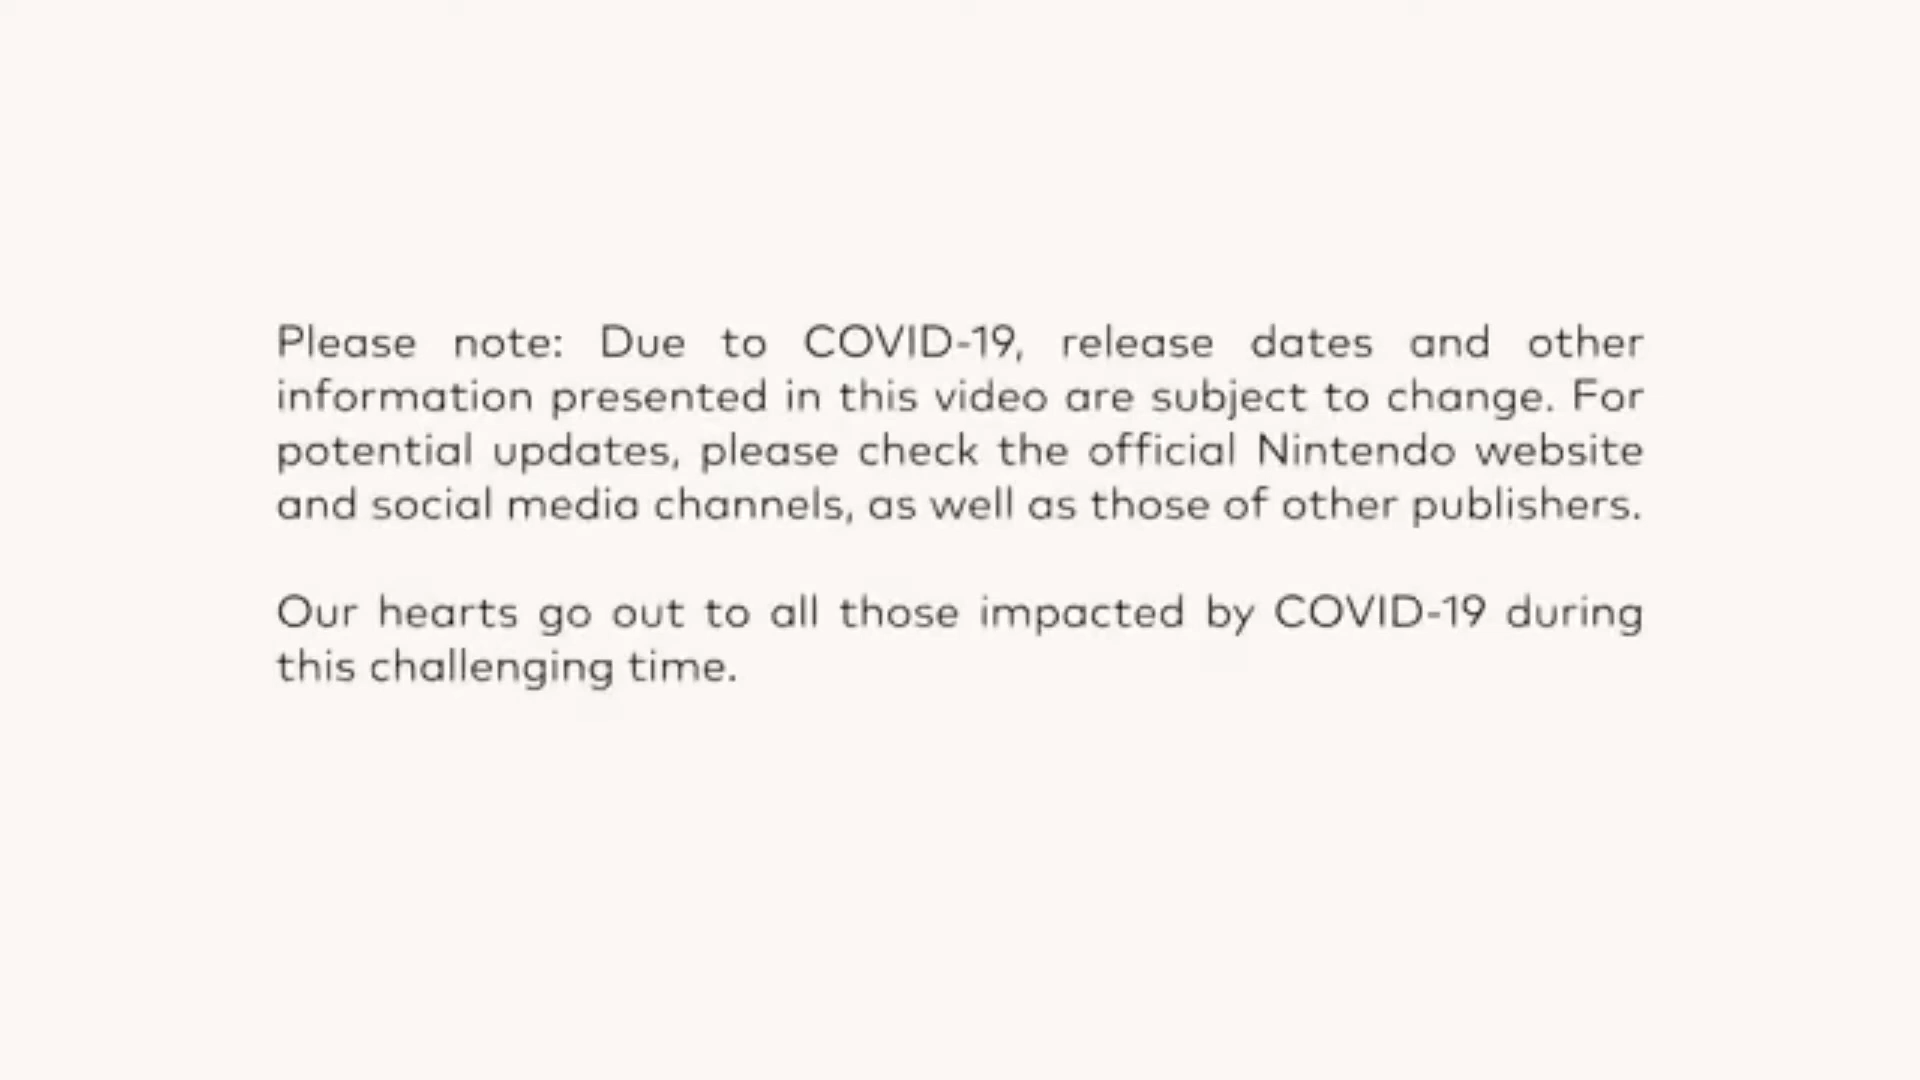 Please note: Due to COVID-19, release dates and other
information presented in this video are subject to change. For
potential updates, please check the official Nintendo website
and social media channels, as well as those of other publishers.
Our hearts go out to all those impacted by COVID-19 during
this challenging time.